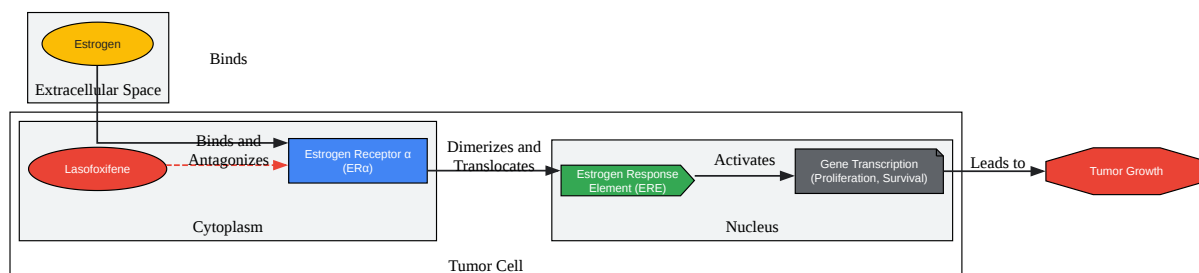 Estrogen
Binds
Extracellular Space
Binds and
Antagonizes
Lasofoxifene
Estrogen Receptor α
(ERα)
Cytoplasm
Dimerizes and
Translocates
Estrogen Response
Element (ERE)
Activates
Gene Transcription
(Proliferation, Survival)
Nucleus
Leads to
Tumor Growth
Tumor Cell